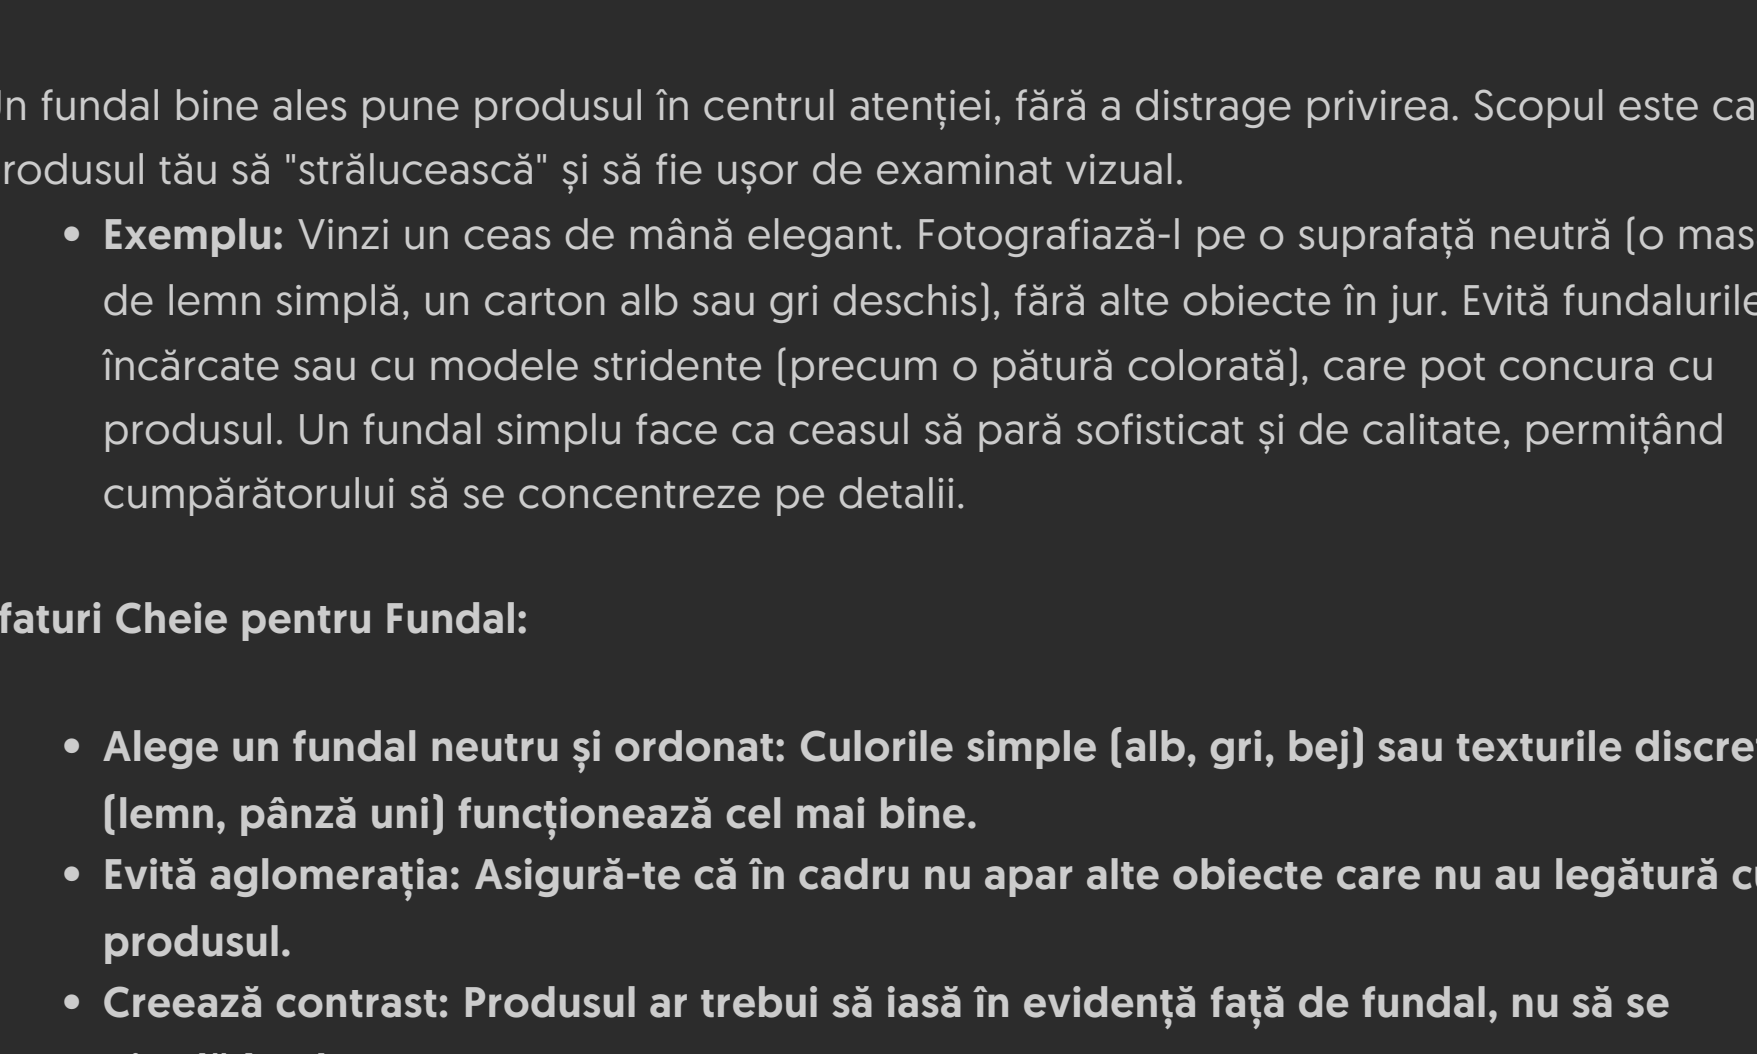 Un fundal bine ales pune produsul în centrul atenției, fără a distrage privirea. Scopul este ca
rodusul tău să "strălucească" și să fie ușor de examinat vizual.
• Exemplu: Vinzi un ceas de mână elegant. Fotografiază-l pe o suprafață neutră (o mas
de lemn simplă, un carton alb sau gri deschis), fără alte obiecte în jur. Evită fundalurile
încărcate sau cu modele stridente (precum o pătură colorată), care pot concura cu
produsul. Un fundal simplu face ca ceasul să pară sofisticat și de calitate, permițând
cumpărătorului să se concentreze pe detalii.
faturi Cheie pentru Fundal:
• Alege un fundal neutru și ordonat: Culorile simple (alb, gri, bej) sau texturile discre
(lemn, pânză uni) funcționează cel mai bine.
• Evită aglomerația: Asigură-te că în cadru nu apar alte obiecte care nu au legătură cu
produsul.
• Creează contrast: Produsul ar trebui să iasă în evidență față de fundal, nu să se